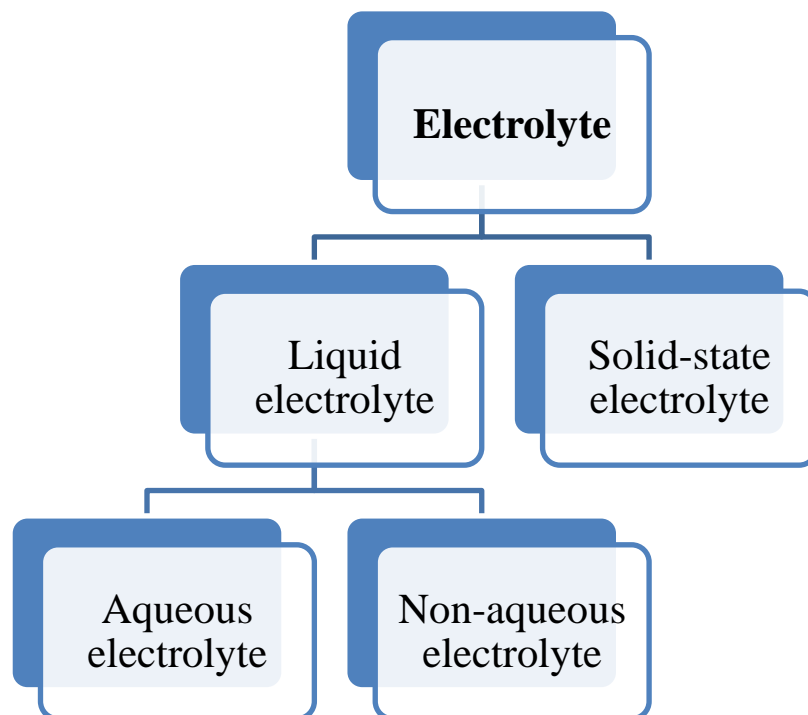 Electrolyte
Liquid
electrolyte
Solid-state
electrolyte
Aqueous
electrolyte
Non-aqueous
electrolyte